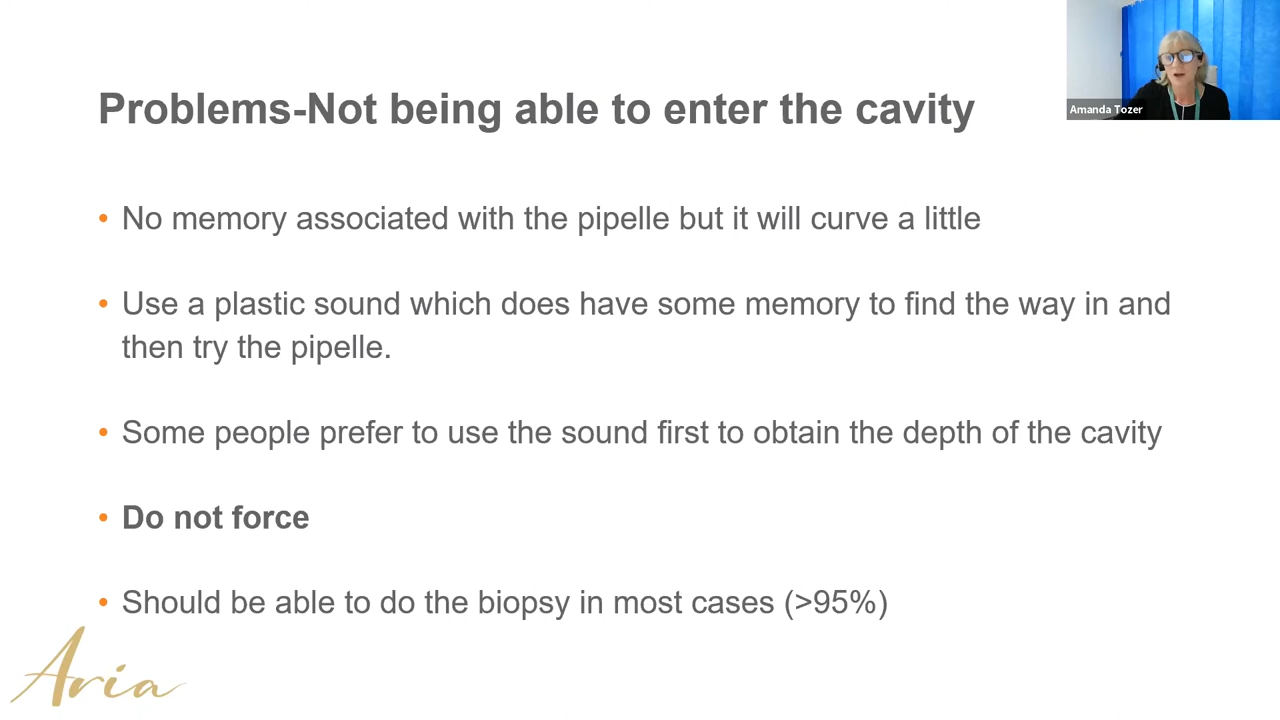 Problems-Not being able to enter the cavity
Amanda Tozer
• No memory associated with the pipelle but it will curve a little
• Use a plastic sound which does have some memory to find the way in and
then try the pipelle.
• Some people prefer to use the sound first to obtain the depth of the cavity
• Do not force
• Should be able to do the biopsy in most cases (>95%)
Aria